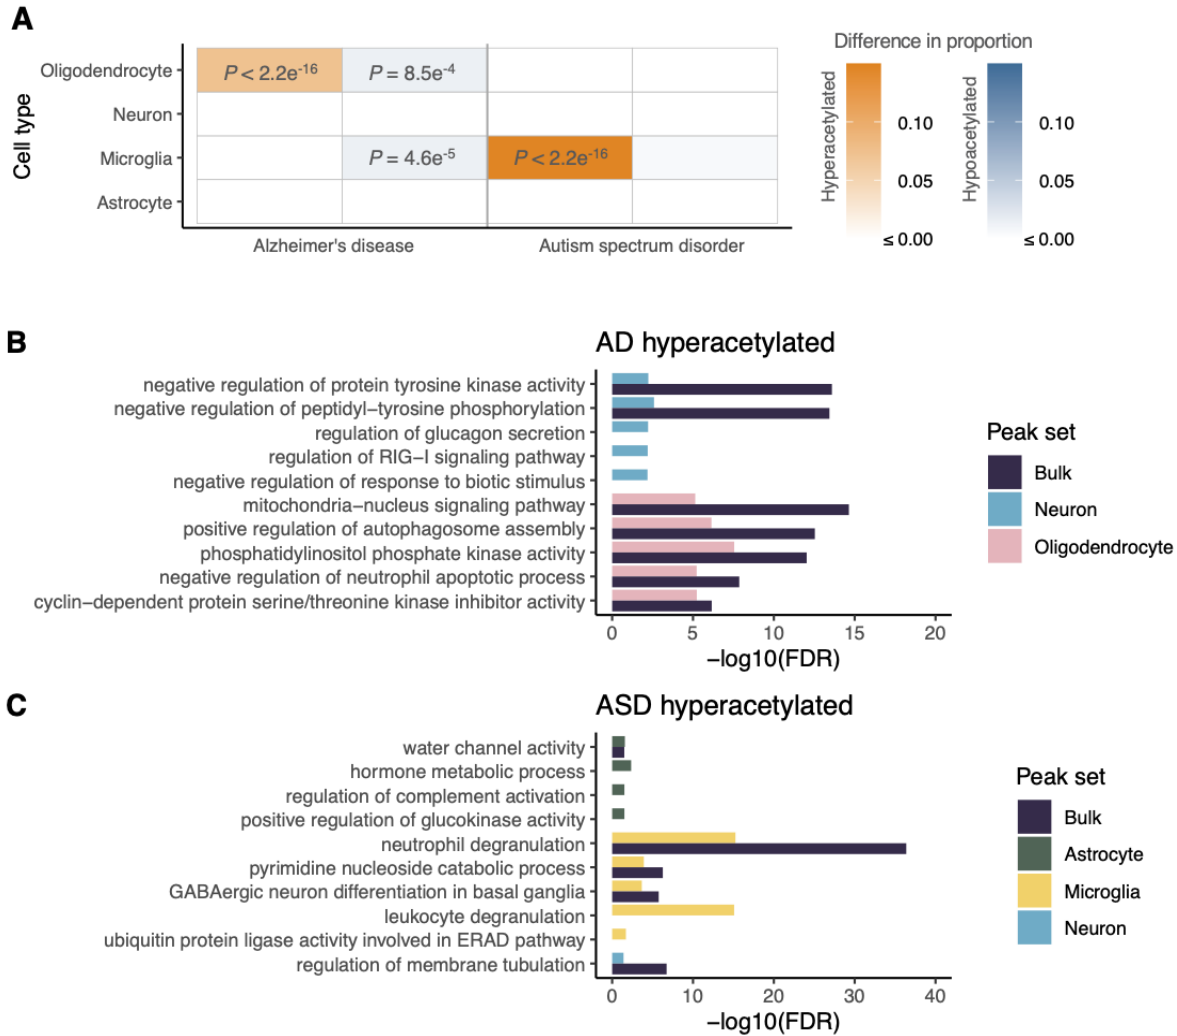 A
Difference in proportion
Cell type
Oligodendrocyte
P < 2.2e-16
P = 8.5e-4
Neuron
Microglia
P = 4.6e-5
P < 2.2e-16
Astrocyte
Alzheimer's disease
Autism spectrum disorder
Hyperacetylated
0.10
0.05
≤ 0.00
Hypoacetylated
0.10
0.05
≤ 0.00
B
AD hyperacetylated
negative regulation of protein tyrosine kinase activity
negative regulation of peptidyl−tyrosine phosphorylation
regulation of glucagon secretion
regulation of RIG−I signaling pathway
negative regulation of response to biotic stimulus
mitochondria−nucleus signaling pathway
positive regulation of autophagosome assembly
phosphatidylinositol phosphate kinase activity
negative regulation of neutrophil apoptotic process
cyclin−dependent protein serine/threonine kinase inhibitor activity
0 5 10 15 20
−log10(FDR)
Peak set
Bulk
Neuron
Oligodendrocyte
C
ASD hyperacetylated
water channel activity
hormone metabolic process
regulation of complement activation
positive regulation of glucokinase activity
neutrophil degranulation
pyrimidine nucleoside catabolic process
GABAergic neuron differentiation in basal ganglia
leukocyte degranulation
ubiquitin protein ligase activity involved in ERAD pathway
regulation of membrane tubulation
0 10 20 30 40
−log10(FDR)
Peak set
Bulk
Astrocyte
Microglia
Neuron